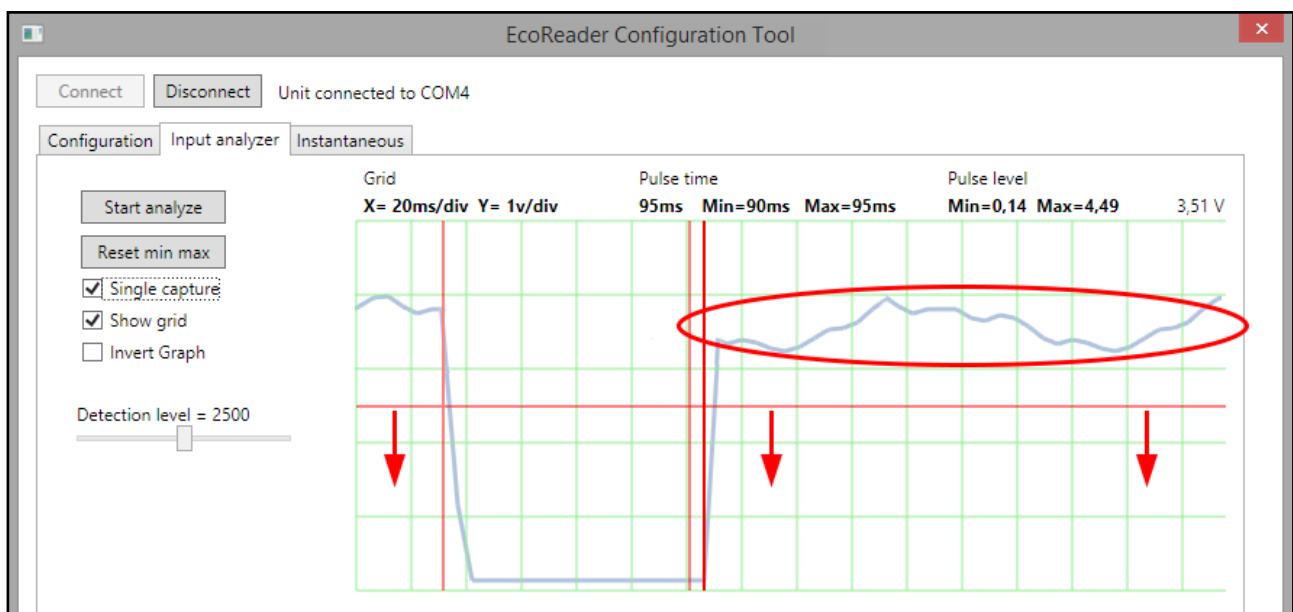 EcoReader Configuration Tool
Connect Disconnect Unit connected to COM4
Configuration Input analyzer Instantaneous
Grid Pulse time Pulse level
Start analyze X= 20ms/div Y= 1v/div 95ms Min=90ms Max=95ms Min=0,14 Max=4,49 3,51 V
Reset min max
Single capture
Show grid
Invert Graph
Detection level = 2500